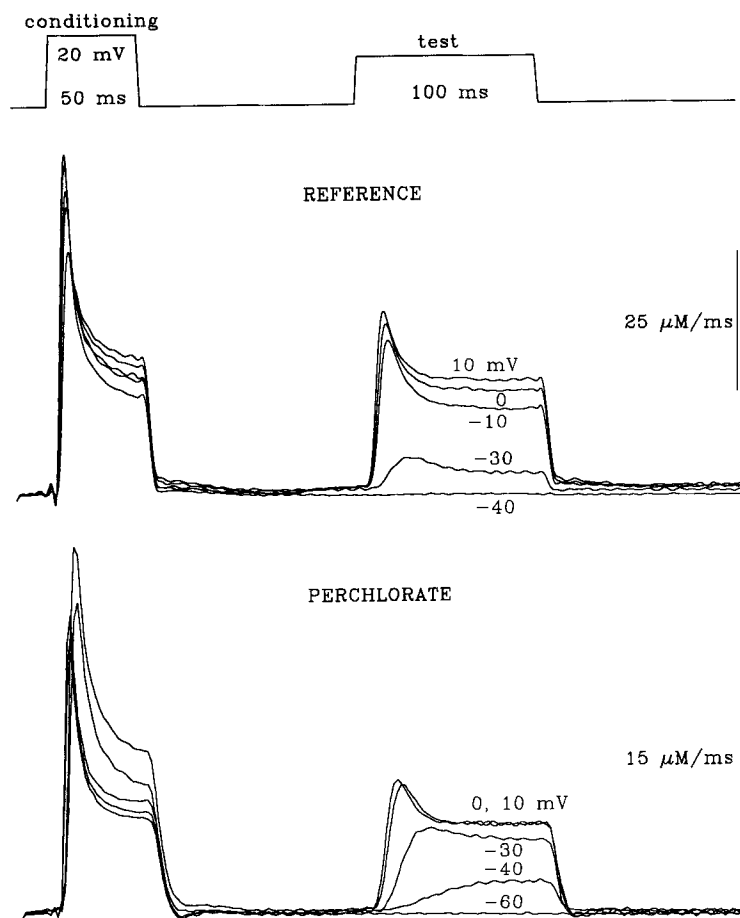 conditioning
20 mV
50 ms
test
100 ms
REFERENCE
25 μM/ms
10 mV
0
−10
−30
−40
PERCHLORATE
15 μM/ms
0, 10 mV
−30
−40
−60